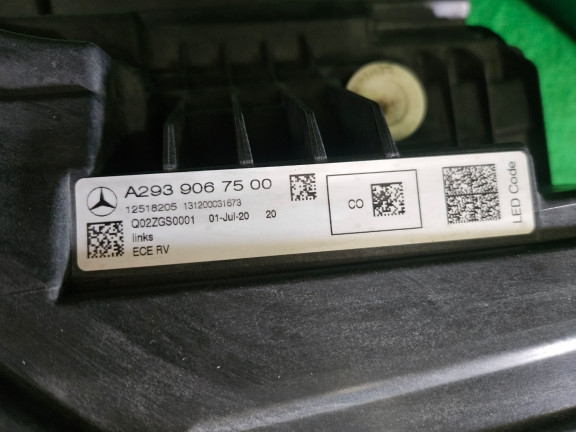 A293 906 75 00
12518205 131200031673
Q02ZGS0001 01-Jul-20 20
links
ECE RV
CO
LED Code